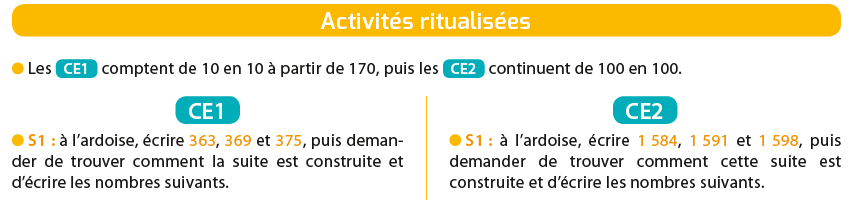 Activités ritualisées
● Les CE1 comptent de 10 en 10 à partir de 170, puis les CE2 continuent de 100 en 100.
CE1
● S1 : à l'ardoise, écrire 363, 369 et 375, puis deman-
der de trouver comment la suite est construite et
d'écrire les nombres suivants.
CE2
● S1 : à l'ardoise, écrire 1 584, 1 591 et 1 598, puis
demander de trouver comment cette suite est
construite et d'écrire les nombres suivants.